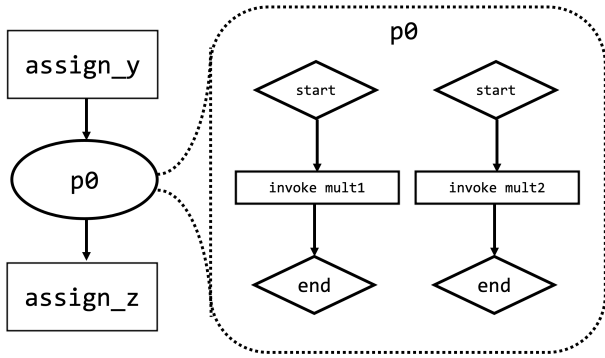 assign_y
p0
assign_z
p0
start
invoke mult1
end
start
invoke mult2
end